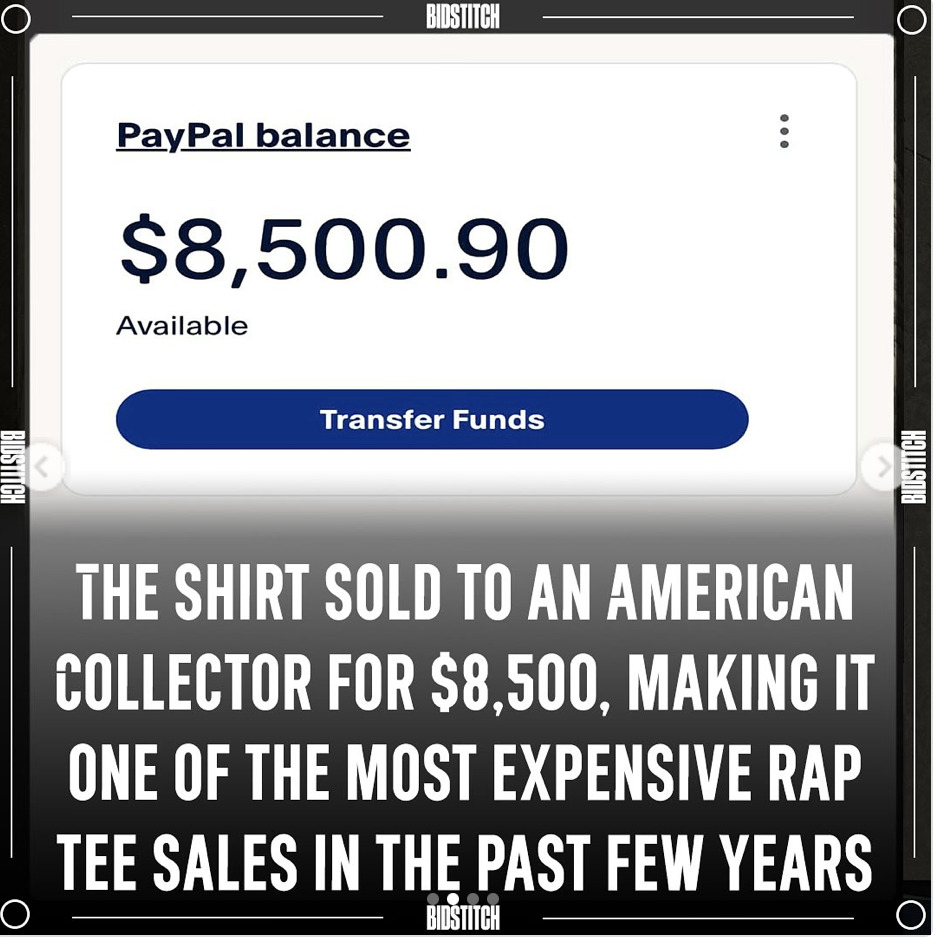 BIDSTITCH
PayPal balance
$8,500.90
Available
Transfer Funds
BIDSTITCH
BIDSTITCH
THE SHIRT SOLD TO AN AMERICAN
COLLECTOR FOR $8,500, MAKING IT
ONE OF THE MOST EXPENSIVE RAP
TEE SALES IN THE PAST FEW YEARS
BIDSTITCH